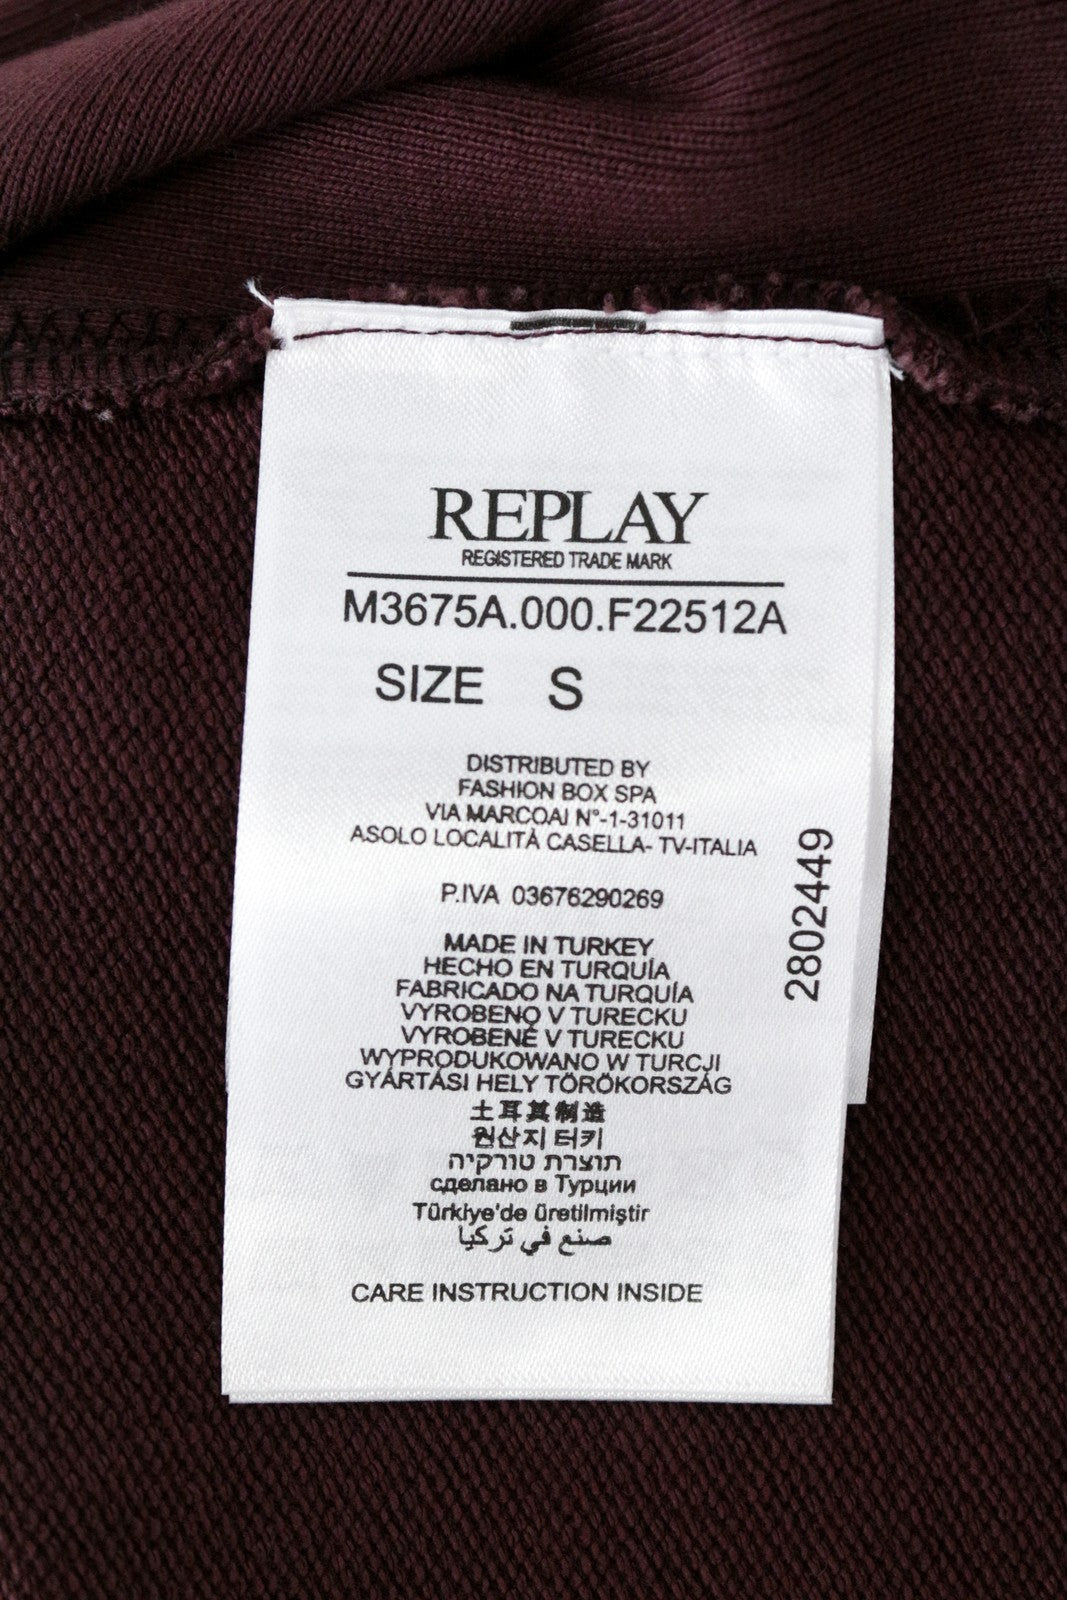 REPLAY
REGISTERED TRADE MARK
M3675A.000.F22512A
SIZE S
DISTRIBUTED BY
FASHION BOX SPA
VIA MARCOAI N°-1-31011
ASOLO LOCALITÀ CASELLA- TV-ITALIA
P.IVA 03676290269
2802449
MADE IN TURKEY
HECHO EN TURQUÍA
FABRICADO NA TURQUÍA
VYROBENO V TURECKU
VYROBENÉ V TURECKU
WYPRODUKOWANO W TURCJI
GYÁRTÁSI HELY TÖRÖKORSZÁG
土耳其制造
원산지 터키
תוצרת טורקיה
сделано в Турции
Türkiye'de üretilmiştir
صنع في تركيا
CARE INSTRUCTION INSIDE